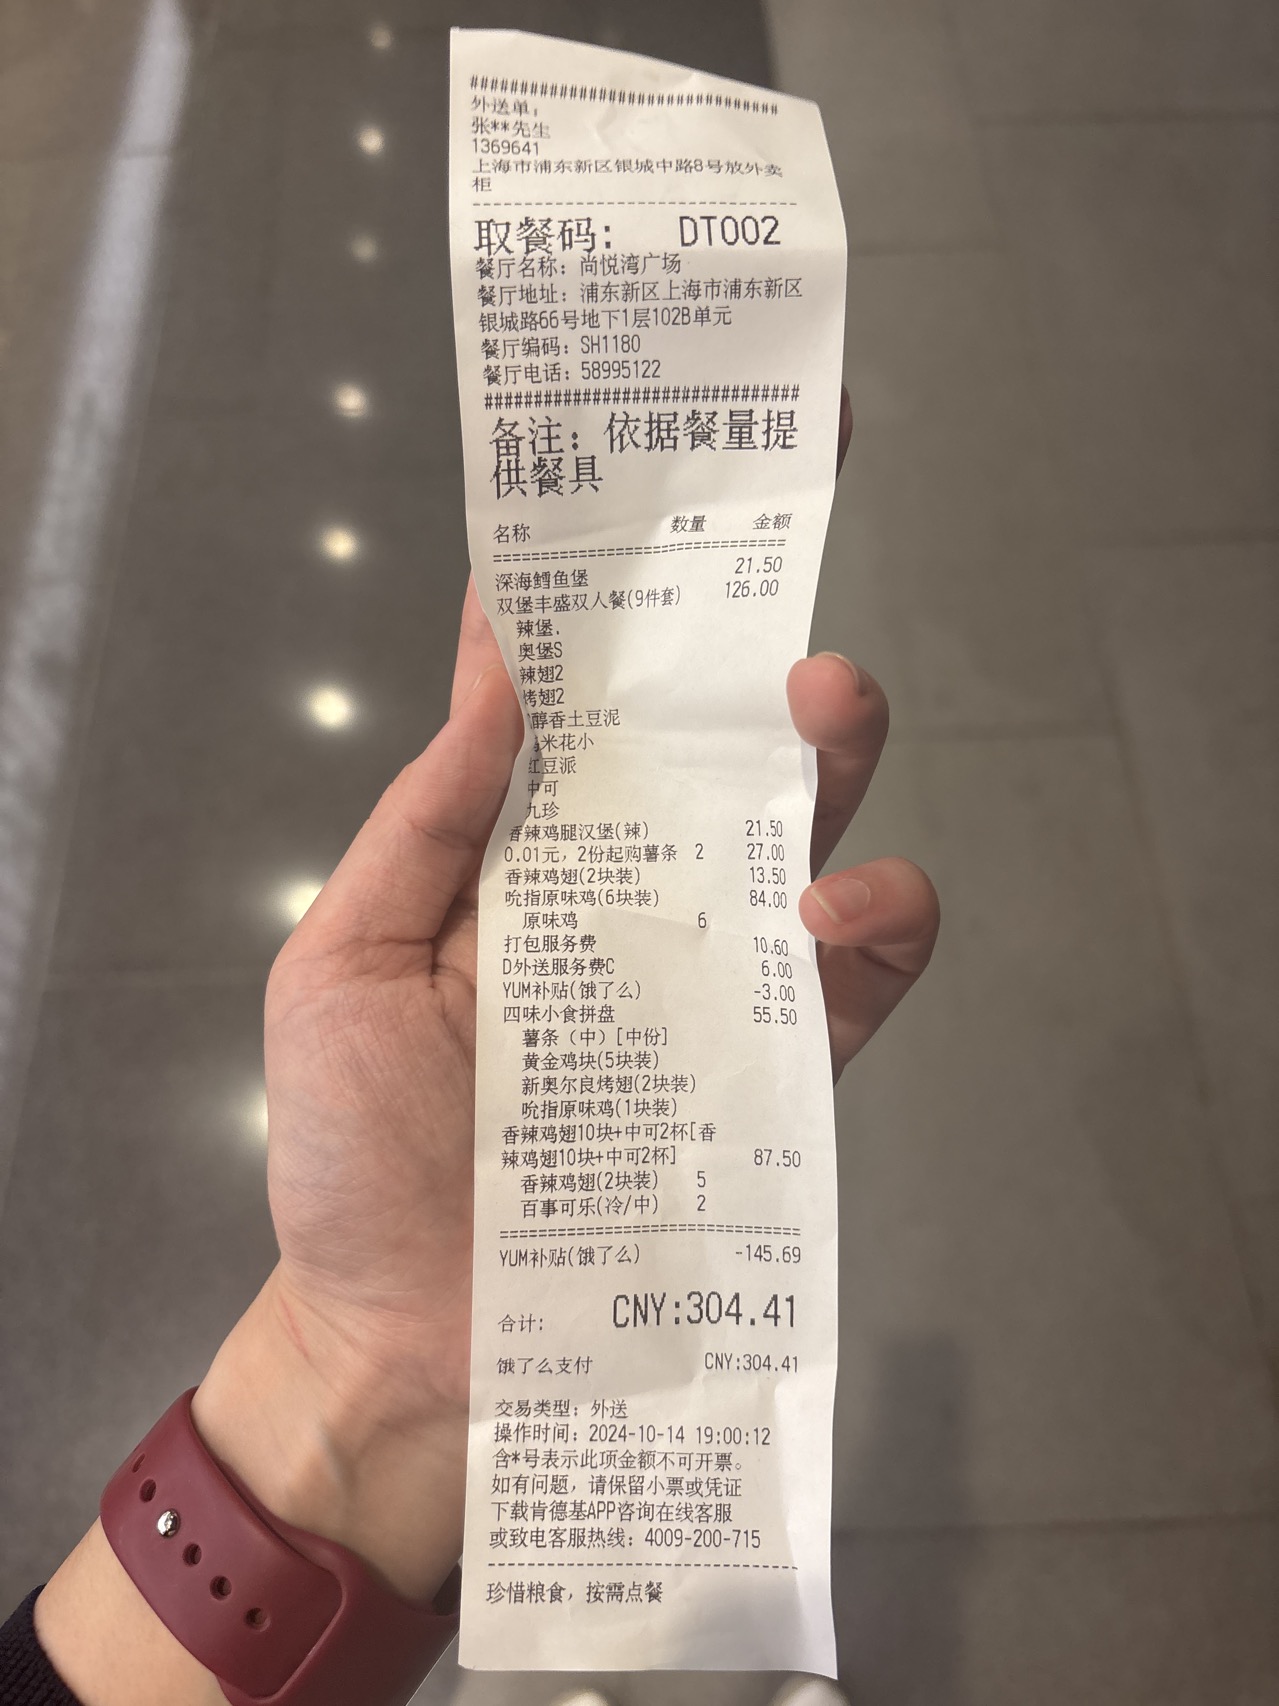 ##############################
外送单,
张**先生
1369641
上海市浦东新区银城中路8号放外卖
柜
--------------------------------
取餐码: DT002
餐厅名称: 尚悦湾广场
餐厅地址: 浦东新区上海市浦东新区
银城路66号地下1层102B单元
餐厅编码: SH1180
餐厅电话: 58995122
##############################
备注: 依据餐量提
供餐具
名称 数量 金额
==============================
深海鳕鱼堡 21.50
双堡丰盛双人餐(9件套) 126.00
辣堡.
奥堡S
辣翅2
烤翅2
醇香土豆泥
米花小
红豆派
中可
九珍
香辣鸡腿汉堡(辣) 21.50
0.01元, 2份起购薯条 2 27.00
香辣鸡翅(2块装) 13.50
吮指原味鸡(6块装) 84.00
原味鸡 6
打包服务费 10.60
D外送服务费C 6.00
YUM补贴(饿了么) -3.00
四味小食拼盘 55.50
薯条（中）[中份]
黄金鸡块(5块装)
新奥尔良烤翅(2块装)
吮指原味鸡(1块装)
香辣鸡翅10块+中可2杯[香
辣鸡翅10块+中可2杯] 87.50
香辣鸡翅(2块装) 5
百事可乐(冷/中) 2
==============================
YUM补贴(饿了么) -145.69
合计: CNY:304.41
饿了么支付 CNY:304.41
交易类型: 外送
操作时间: 2024-10-14 19:00:12
含*号表示此项金额不可开票。
如有问题, 请保留小票或凭证
下载肯德基APP咨询在线客服
或致电客服热线: 4009-200-715
--------------------------------
珍惜粮食, 按需点餐